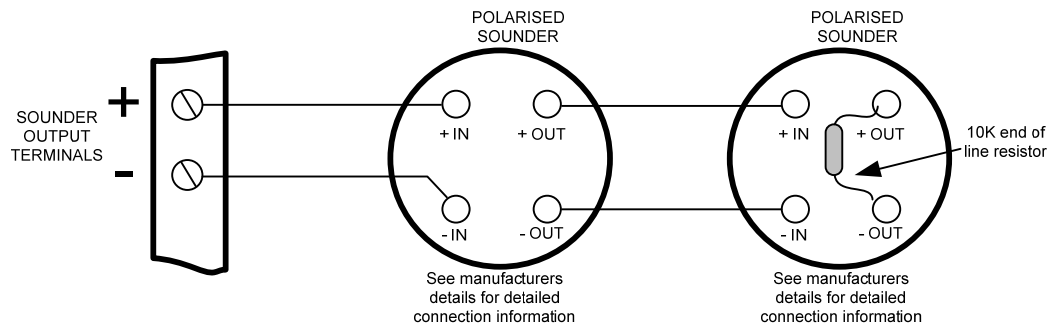 POLARISED
SOUNDER
POLARISED
SOUNDER
+
SOUNDER
OUTPUT
TERMINALS
-
+ IN
+ OUT
+ IN
+ OUT
10K end of
line resistor
- IN
- OUT
- IN
- OUT
See manufacturers
details for detailed
connection information
See manufacturers
details for detailed
connection information